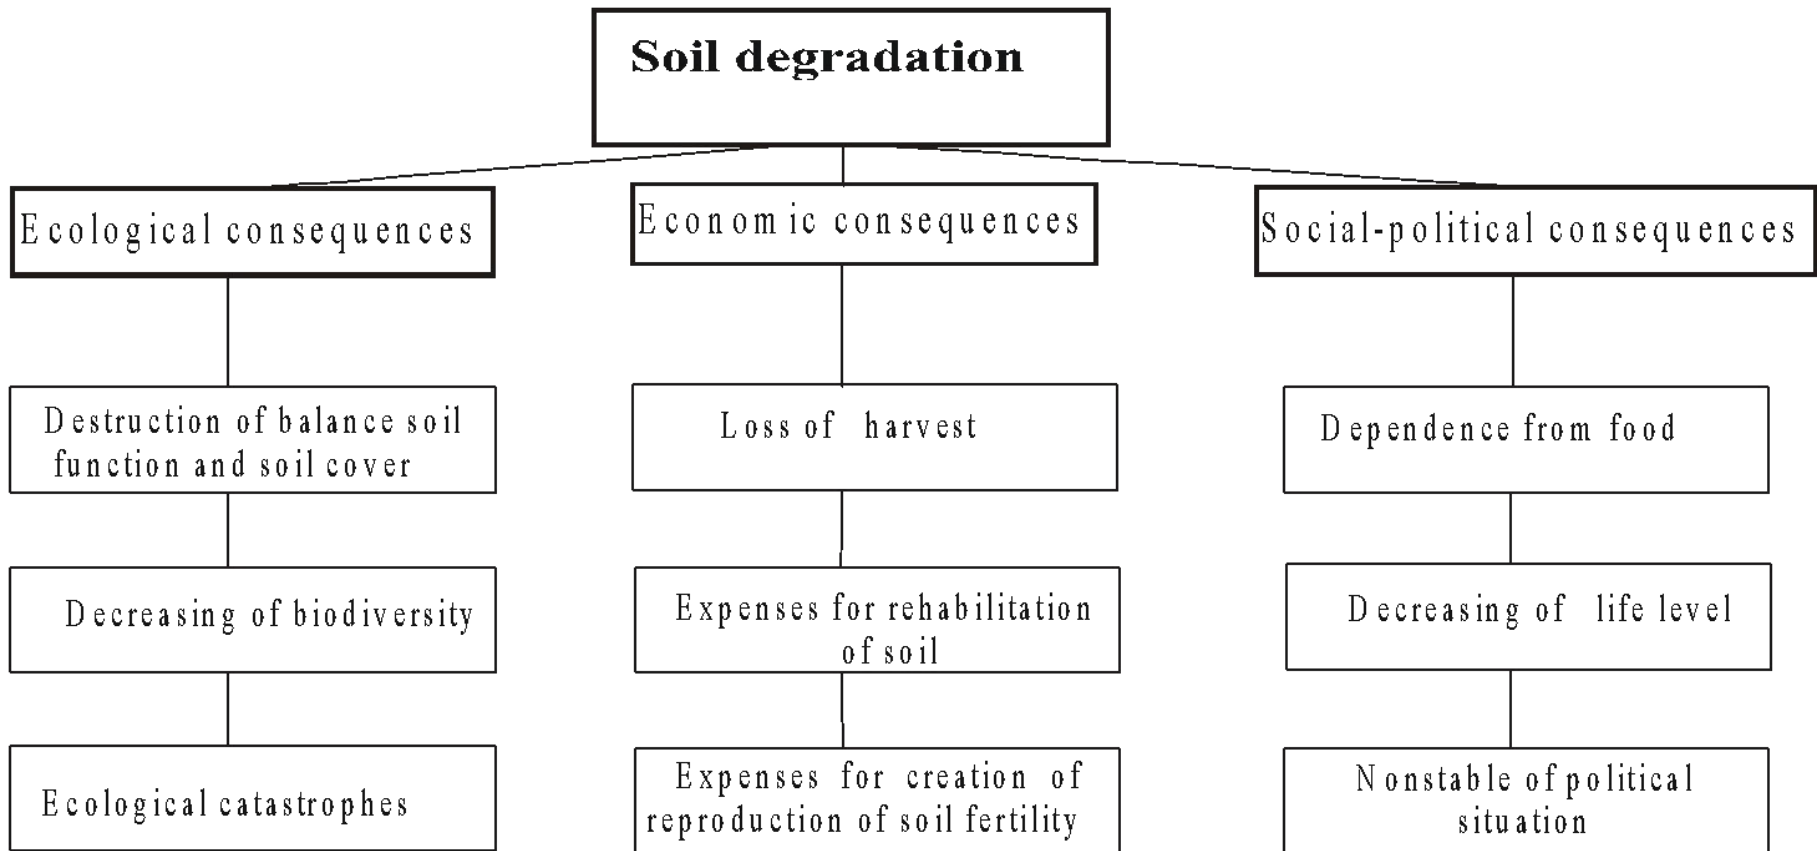 Soil degradation
Ecological consequences
Economic consequences
Social-political consequences
Destruction of balance soil
function and soil cover
Loss of harvest
Dependence from food
Decreasing of biodiversity
Expenses for rehabilitation
of soil
Decreasing of life level
Ecological catastrophes
Expenses for creation of
reproduction of soil fertility
Nonstable of political
situation